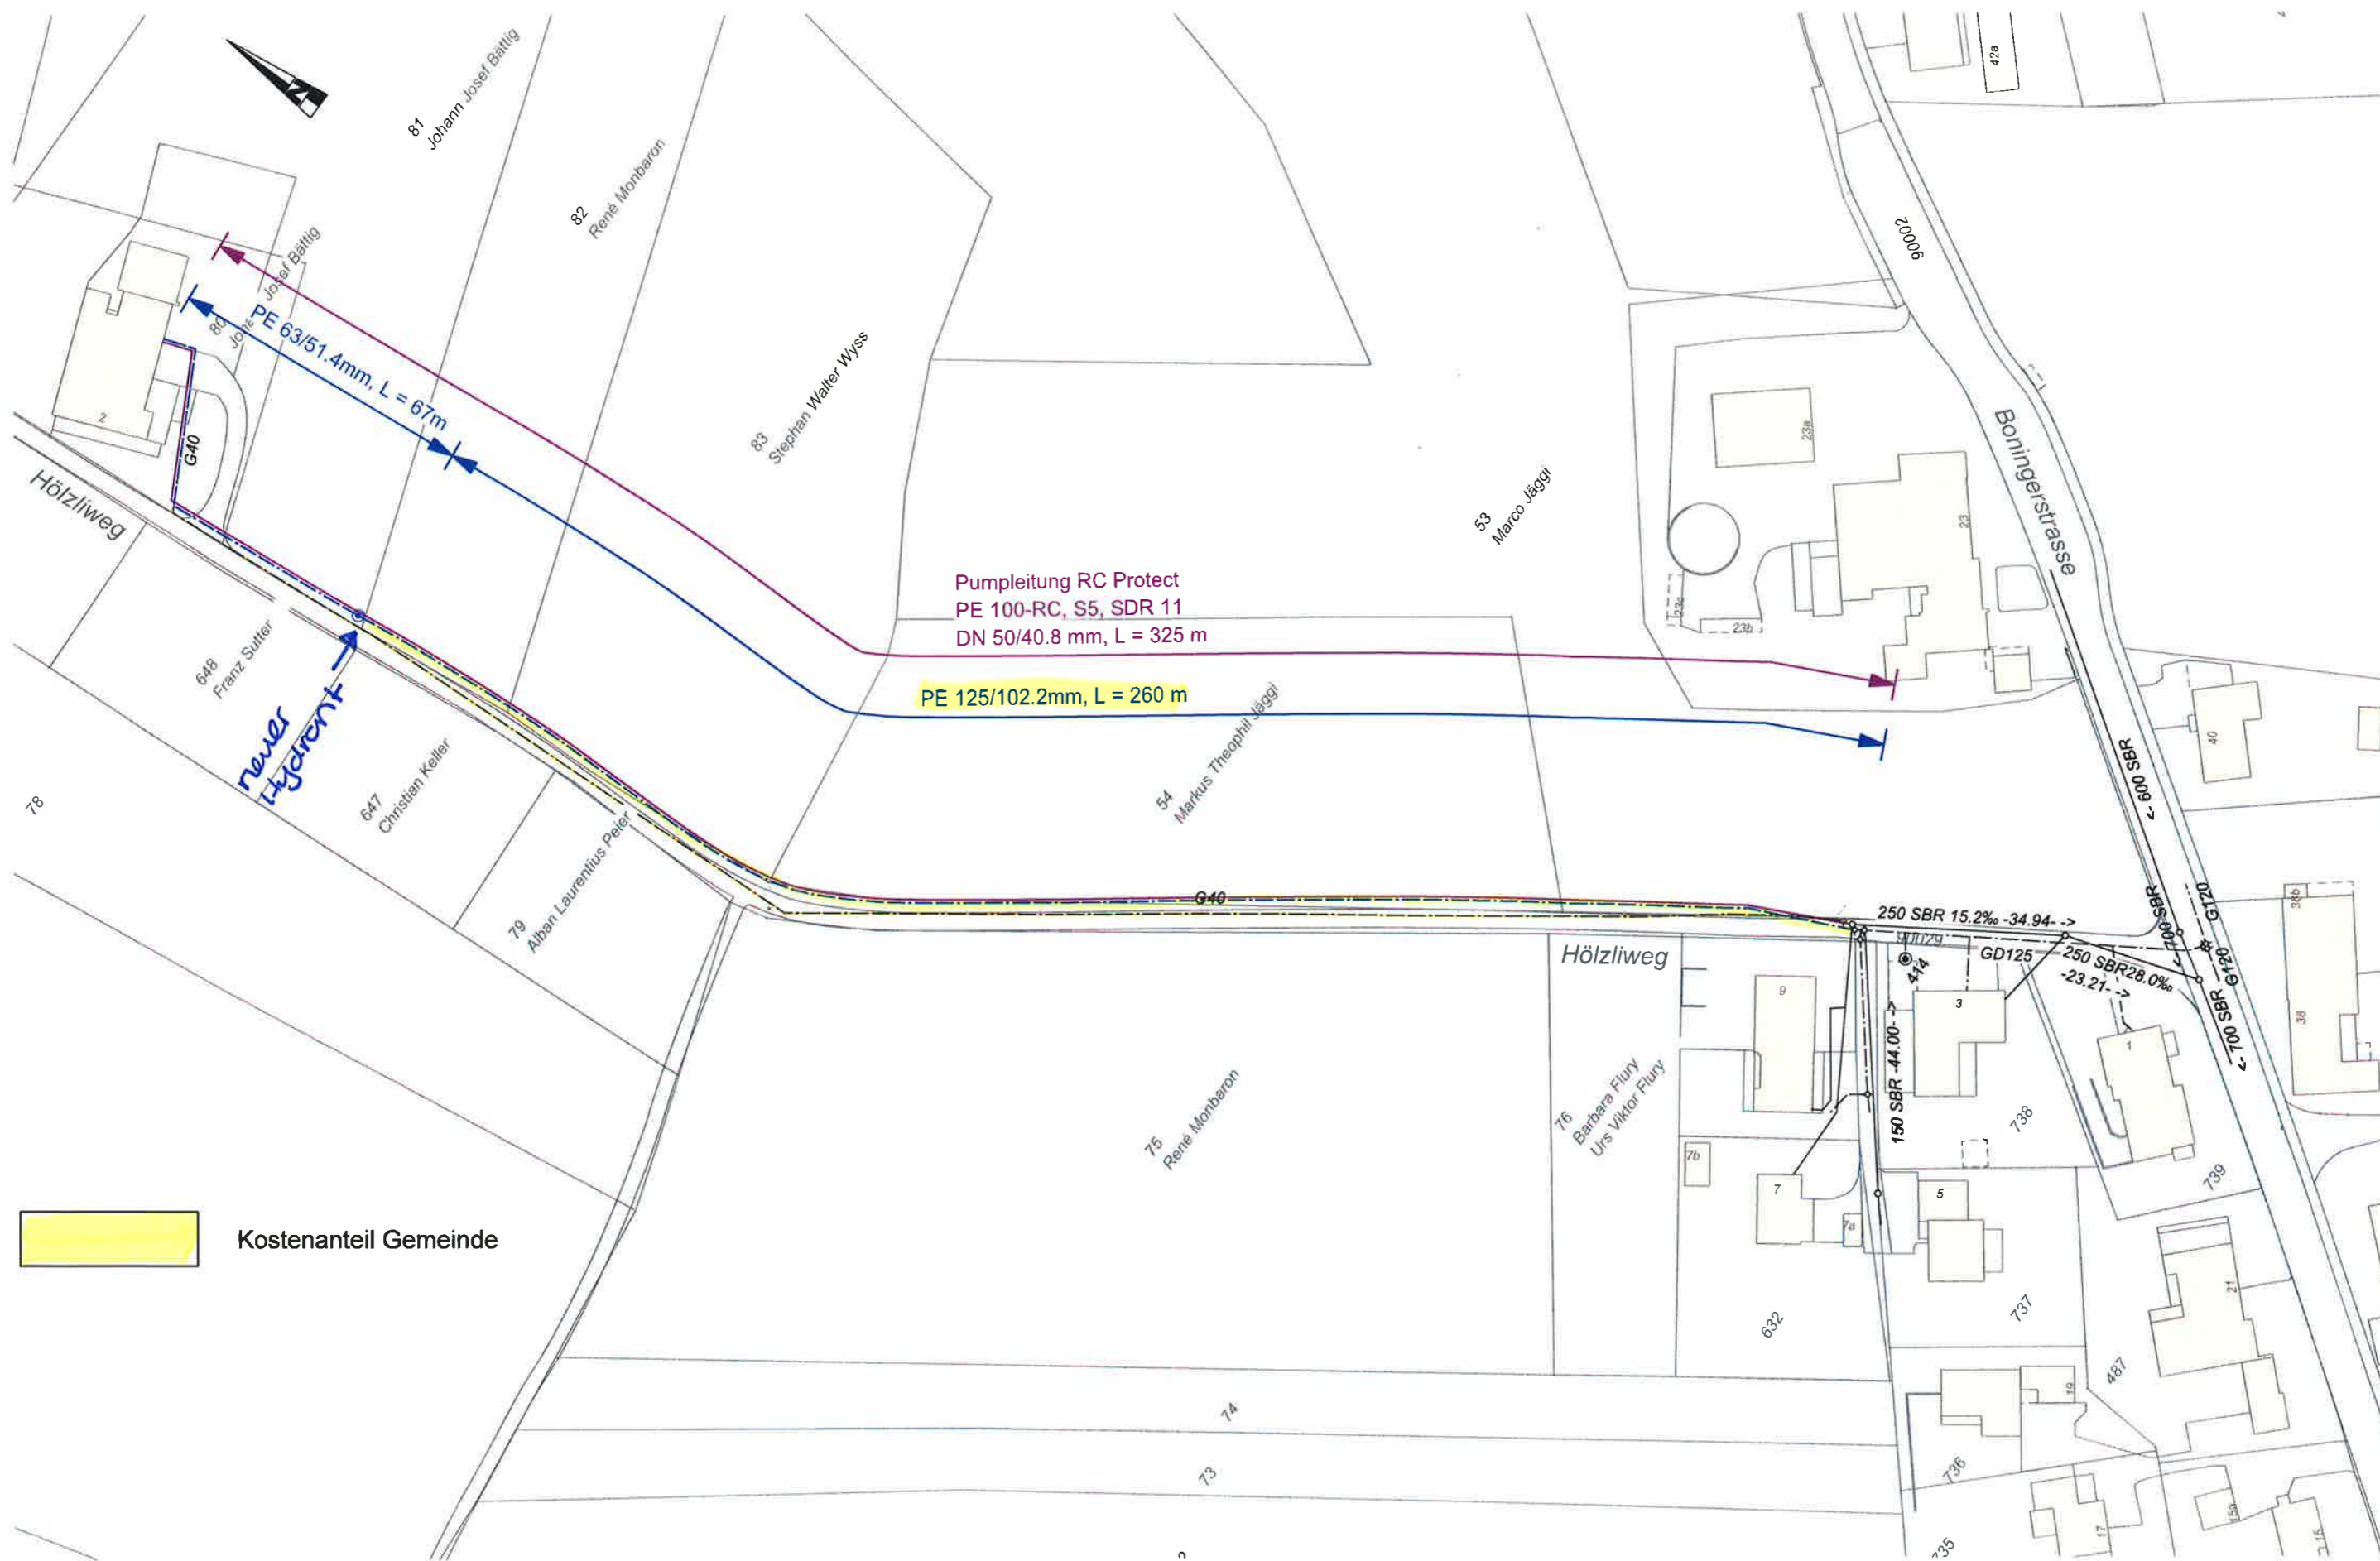 N
81
Johann Josef Bättig
42a
82
René Monbaron
90002
80
Josef Bättig
PE 63/51.4mm, L = 67m
83
Stephan Walter Wyss
2
G40
Hölzliweg
53
Marco Jäggi
23a
23
Boningerstrasse
23c
23b
Pumpleitung RC Protect
PE 100-RC, S5, SDR 11
DN 50/40.8 mm, L = 325 m
PE 125/102.2mm, L = 260 m
648
Franz Sutter
neuer
Hydrant
647
Christian Keller
78
79
Alban Laurentius Peier
54
Markus Theophil Jäggi
40
<- 600 SBR
G40
250 SBR 15.2‰ -34.94- ->
<- 700 SBR
G120
38b
Hölzliweg
90029
414
GD125
250 SBR28.0‰
-23.21- ->
G120
<- 700 SBR
38
9
3
1
150 SBR -44.00- ->
75
René Monbaron
76
Barbara Flury
Urs Viktor Flury
738
739
7b
7
7a
5
Kostenanteil Gemeinde
632
737
21
487
19
74
73
736
735
17
15a
15